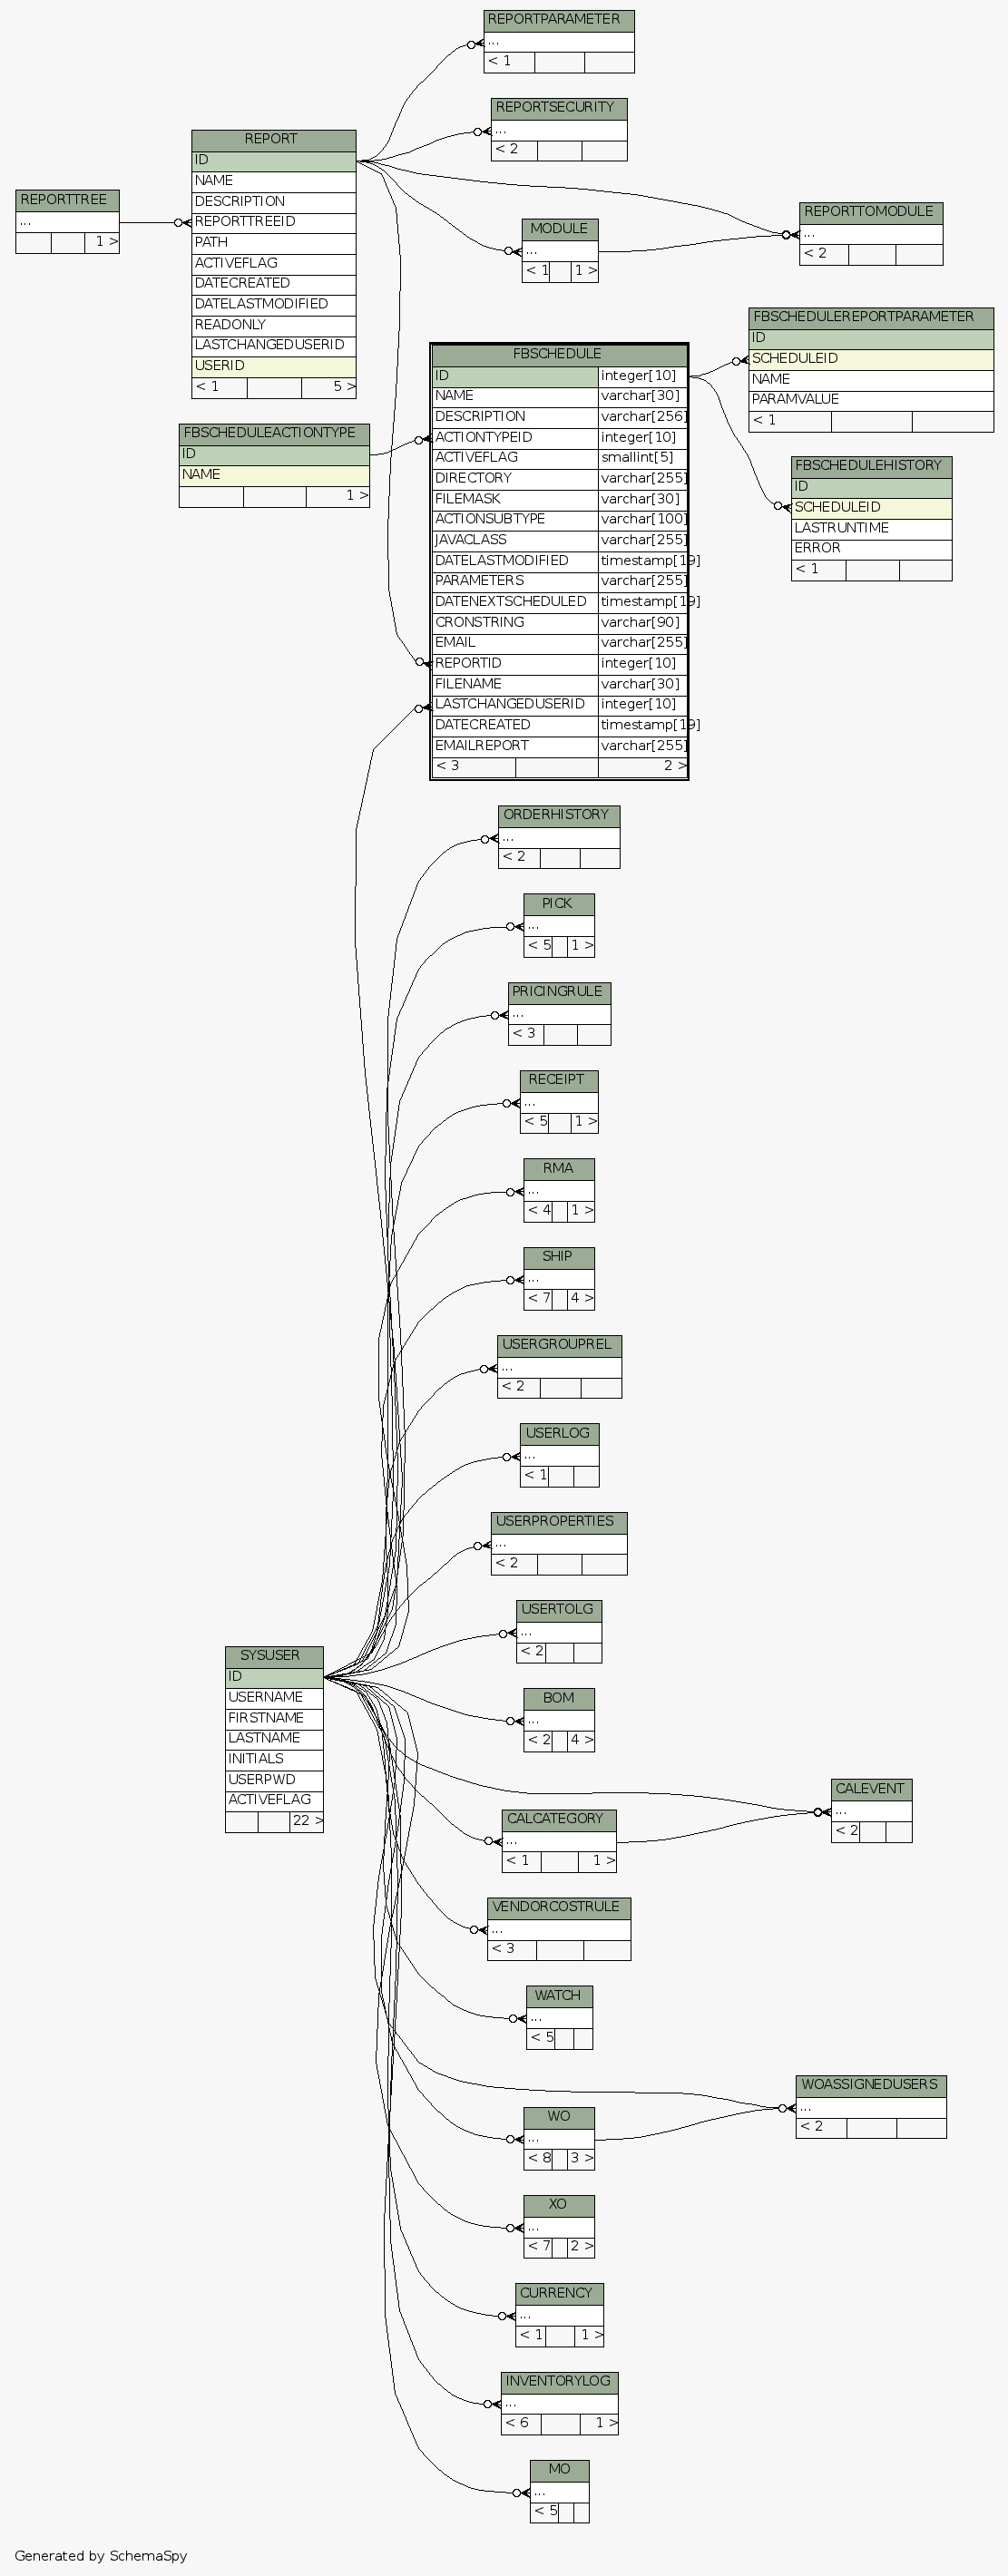 REPORTPARAMETER
...
< 1
REPORTSECURITY
...
< 2
REPORT
ID
NAME
DESCRIPTION
REPORTTREEID
PATH
ACTIVEFLAG
DATECREATED
DATELASTMODIFIED
READONLY
LASTCHANGEDUSERID
USERID
< 1 5 >
REPORTTREE
...
1 >
MODULE
...
< 1 1 >
REPORTTOMODULE
...
< 2
FBSCHEDULEREPORTPARAMETER
ID
SCHEDULEID
NAME
PARAMVALUE
< 1
FBSCHEDULE
ID integer[10]
NAME varchar[30]
DESCRIPTION varchar[256]
ACTIONTYPEID integer[10]
ACTIVEFLAG smallint[5]
DIRECTORY varchar[255]
FILEMASK varchar[30]
ACTIONSUBTYPE varchar[100]
JAVACLASS varchar[255]
DATELASTMODIFIED timestamp[19]
PARAMETERS varchar[255]
DATENEXTSCHEDULED timestamp[19]
CRONSTRING varchar[90]
EMAIL varchar[255]
REPORTID integer[10]
FILENAME varchar[30]
LASTCHANGEDUSERID integer[10]
DATECREATED timestamp[19]
EMAILREPORT varchar[255]
< 3 2 >
FBSCHEDULEACTIONTYPE
ID
NAME
1 >
FBSCHEDULEHISTORY
ID
SCHEDULEID
LASTRUNTIME
ERROR
< 1
ORDERHISTORY
...
< 2
PICK
...
< 5 1 >
PRICINGRULE
...
< 3
RECEIPT
...
< 5 1 >
RMA
...
< 4 1 >
SHIP
...
< 7 4 >
USERGROUPREL
...
< 2
USERLOG
...
< 1
USERPROPERTIES
...
< 2
USERTOLG
...
< 2
SYSUSER
ID
USERNAME
FIRSTNAME
LASTNAME
INITIALS
USERPWD
ACTIVEFLAG
22 >
BOM
...
< 2 4 >
CALEVENT
...
< 2
CALCATEGORY
...
< 1 1 >
VENDORCOSTRULE
...
< 3
WATCH
...
< 5
WOASSIGNEDUSERS
...
< 2
WO
...
< 8 3 >
XO
...
< 7 2 >
CURRENCY
...
< 1 1 >
INVENTORYLOG
...
< 6 1 >
MO
...
< 5
Generated by SchemaSpy